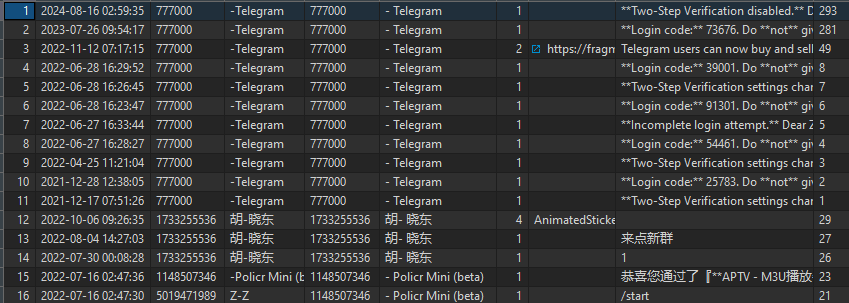 1 2024-08-16 02:59:35 777000 -Telegram 777000 - Telegram 1 **Two-Step Verification disabled.** D 293
2 2023-07-26 09:54:17 777000 -Telegram 777000 - Telegram 1 **Login code:** 73676. Do **not** giv 281
3 2022-11-12 07:17:15 777000 -Telegram 777000 - Telegram 2 https://fragm Telegram users can now buy and sell 49
4 2022-06-28 16:29:52 777000 -Telegram 777000 - Telegram 1 **Login code:** 39001. Do **not** giv 8
5 2022-06-28 16:26:45 777000 -Telegram 777000 - Telegram 1 **Two-Step Verification settings chan 7
6 2022-06-28 16:23:47 777000 -Telegram 777000 - Telegram 1 **Login code:** 91301. Do **not** giv 6
7 2022-06-27 16:33:44 777000 -Telegram 777000 - Telegram 1 **Incomplete login attempt.** Dear Z 5
8 2022-06-27 16:28:27 777000 -Telegram 777000 - Telegram 1 **Login code:** 54461. Do **not** giv 4
9 2022-04-25 11:21:04 777000 -Telegram 777000 - Telegram 1 **Two-Step Verification settings chan 3
10 2021-12-28 12:38:05 777000 -Telegram 777000 - Telegram 1 **Login code:** 25783. Do **not** giv 2
11 2021-12-17 07:51:26 777000 -Telegram 777000 - Telegram 1 **Two-Step Verification settings chan 1
12 2022-10-06 09:26:35 1733255536 胡-晓东 1733255536 胡- 晓东 4 AnimatedSticke 29
13 2022-08-04 14:27:03 1733255536 胡-晓东 1733255536 胡- 晓东 1 来点新群 27
14 2022-07-30 00:08:28 1733255536 胡-晓东 1733255536 胡- 晓东 1 1 26
15 2022-07-16 02:47:36 1148507346 -Policr Mini (beta) 1148507346 - Policr Mini (beta) 1 恭喜您通过了『**APTV - M3U播放 23
16 2022-07-16 02:47:30 5019471989 Z-Z 1148507346 - Policr Mini (beta) 1 /start 21